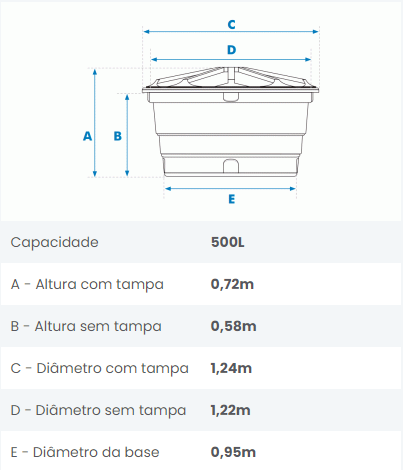 C
D
A
B
E
Capacidade 500L
A - Altura com tampa 0,72m
B - Altura sem tampa 0,58m
C - Diâmetro com tampa 1,24m
D - Diâmetro sem tampa 1,22m
E - Diâmetro da base 0,95m